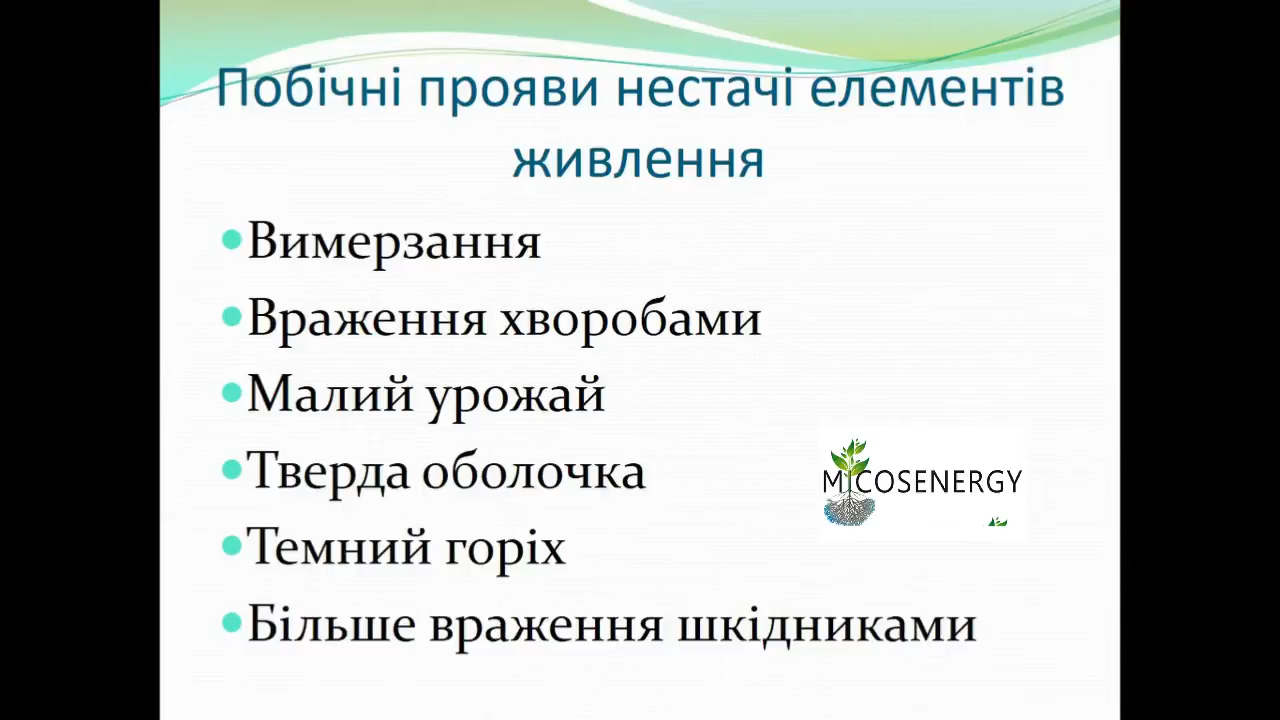 Побічні прояви нестачі елементів
живлення
Вимерзання
Враження хворобами
Малий урожай
Тверда оболочка
MICOSENERGY
Темний горіх
Більше враження шкідниками